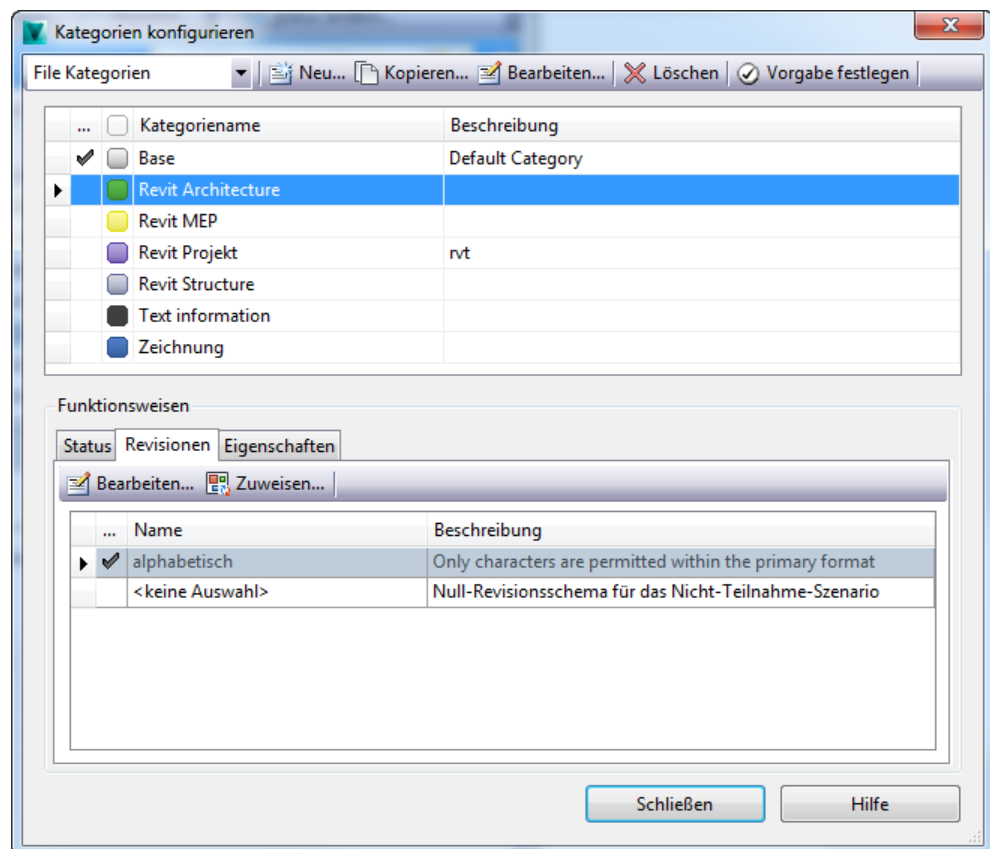 Kategorien konfigurieren
File Kategorien Neu... Kopieren... Bearbeiten... Löschen Vorgabe festlegen
... Kategoriename Beschreibung
Base Default Category
Revit Architecture
Revit MEP
Revit Projekt rvt
Revit Structure
Text information
Zeichnung
Funktionsweisen
Status Revisionen Eigenschaften
Bearbeiten... Zuweisen...
... Name Beschreibung
alphabetisch Only characters are permitted within the primary format
<keine Auswahl> Null-Revisionsschema für das Nicht-Teilnahme-Szenario
Schließen Hilfe